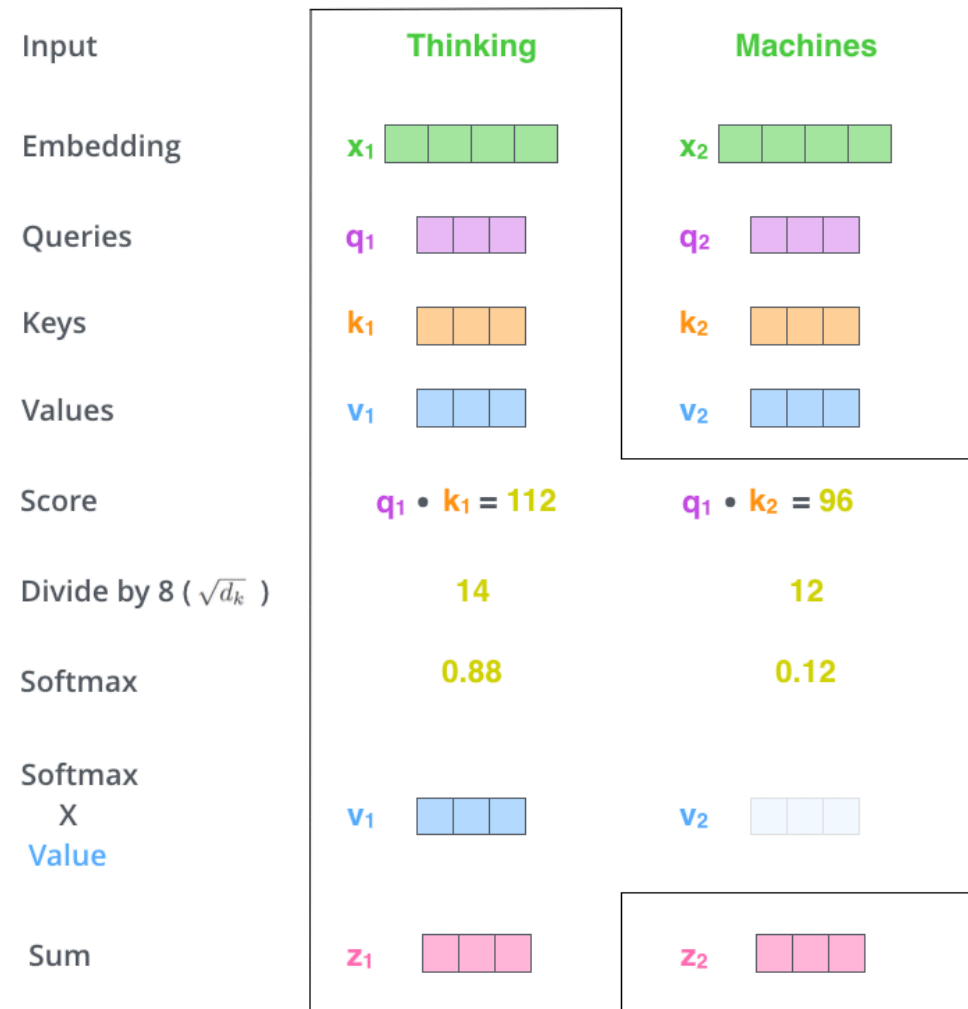 Input Thinking Machines
Embedding x₁ x₂
Queries q₁ q₂
Keys k₁ k₂
Values v₁ v₂
Score q₁ • k₁ = 112 q₁ • k₂ = 96
Divide by 8 ( √dₖ ) 14 12
Softmax 0.88 0.12
Softmax
X
Value v₁ v₂
Sum z₁ z₂